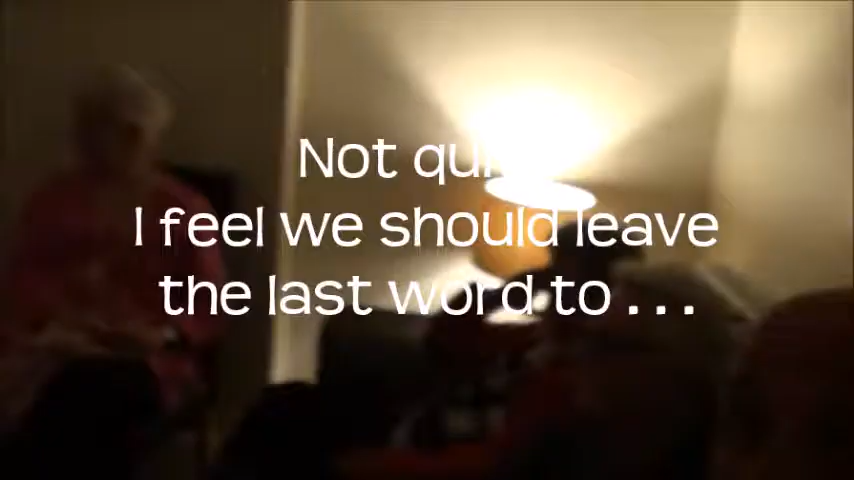 Not
I feel we should leave
the last word to . . .